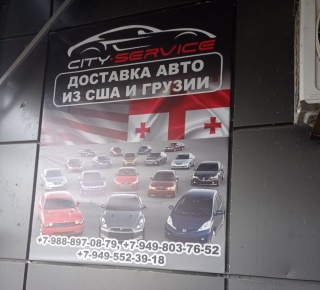 CITY-SERVICE
ДОСТАВКА АВТО
ИЗ США И ГРУЗИИ
+7-988-897-08-79, +7-949-803-76-52
+7-949-552-39-18